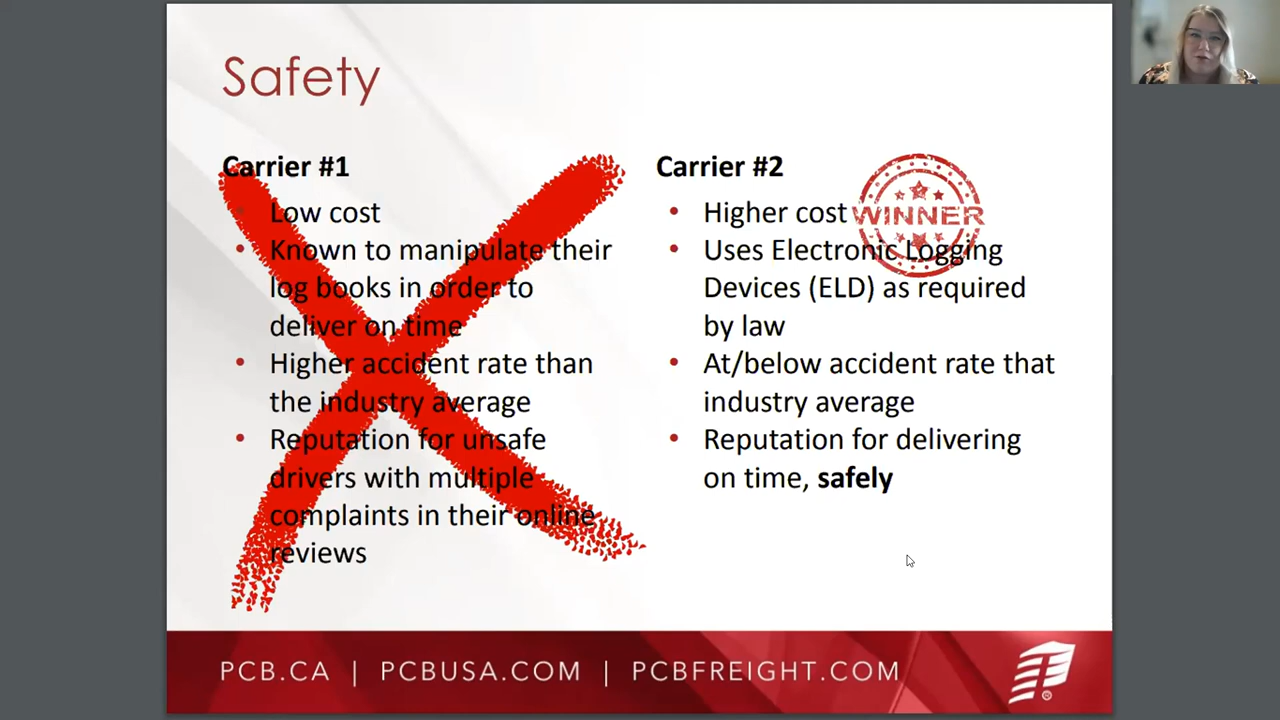 Safety
Carrier #1
• Low cost
• Known to manipulate their
log books in order to
deliver on time
• Higher accident rate than
the industry average
• Reputation for unsafe
drivers with multiple
complaints in their online
reviews
Carrier #2
WINNER
• Higher cost
• Uses Electronic Logging
Devices (ELD) as required
by law
• At/below accident rate that
industry average
• Reputation for delivering
on time, safely
PCB.CA | PCBUSA.COM | PCBFREIGHT.COM